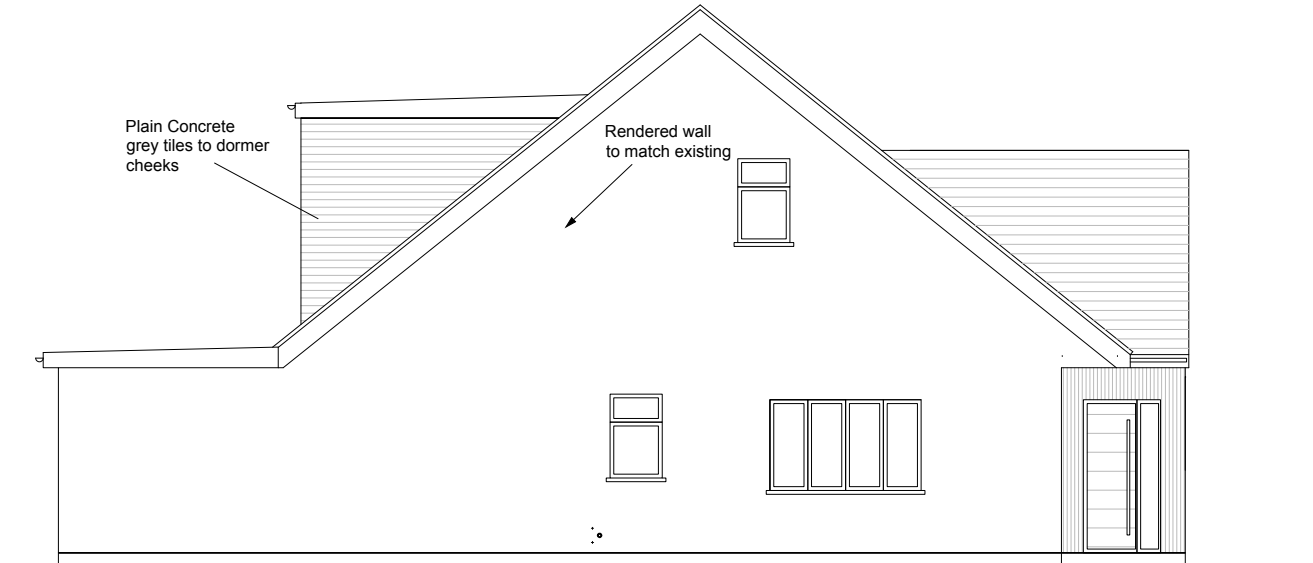 Plain Concrete
grey tiles to dormer
cheeks
Rendered wall
to match existing